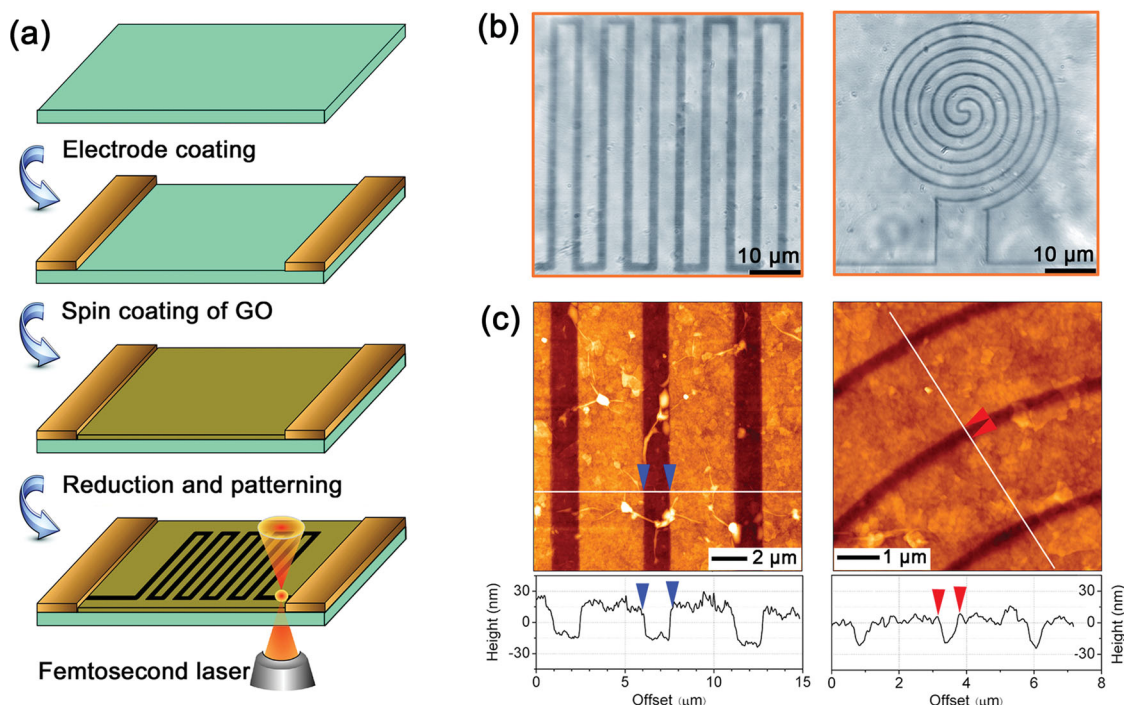 (a)
Electrode coating
Spin coating of GO
Reduction and patterning
Femtosecond laser
(b)
10 μm
10 μm
(c)
2 μm
1 μm
Height (nm)
30
0
-30
0 5 10 15
Offset (μm)
30
0
-30
Height (nm)
0 2 4 6 8
Offset (μm)